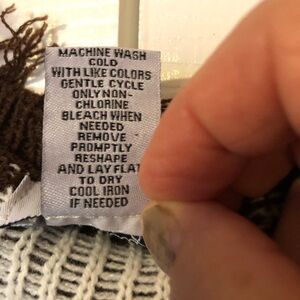 MACHINE WASH
COLD
WITH LIKE COLORS
GENTLE CYCLE
ONLY NON-
CHLORINE
BLEACH WHEN
NEEDED
REMOVE
PROMPTLY
RESHAPE
AND LAY FLAT
TO DRY
COOL IRON
IF NEEDED